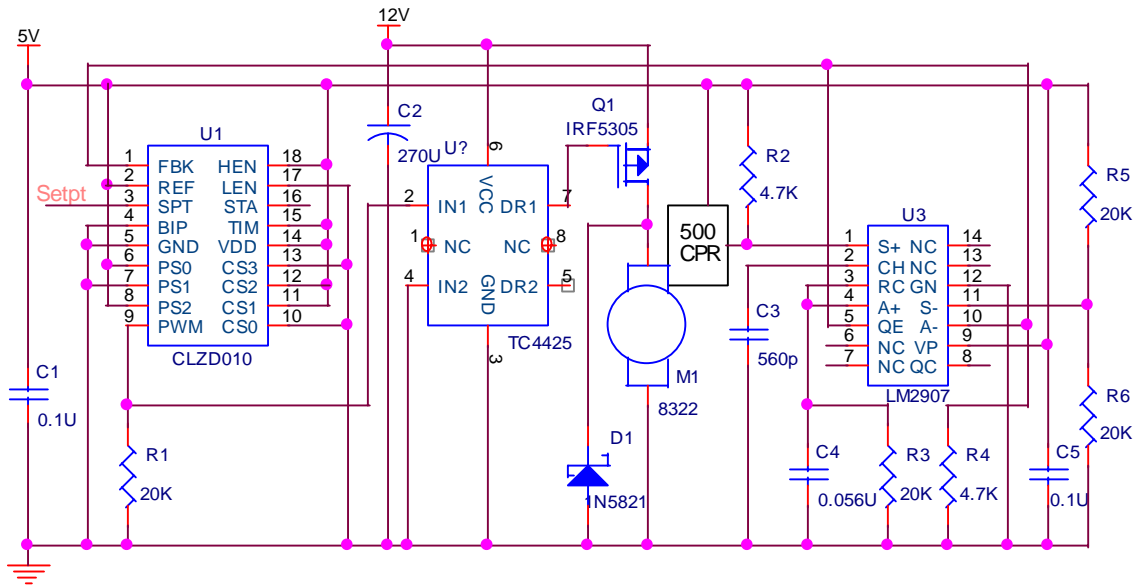 5V
12V
C1
0.1U
Setpt
U1
1 FBK HEN 18
2 REF LEN 17
3 SPT STA 16
4 BIP TIM 15
5 GND VDD 14
6 PS0 CS3 13
7 PS1 CS2 12
8 PS2 CS1 11
9 PWM CS0 10
CLZD010
R1
20K
C2
270U
U?
6
VCC
2 IN1 DR1 7
1 NC NC 8
4 IN2 DR2 5
GND
3
TC4425
Q1
IRF5305
500
CPR
M1
8322
D1
1N5821
R2
4.7K
C3
560p
U3
1 S+ NC 14
2 CH NC 13
3 RC GN 12
4 A+ S- 11
5 QE A- 10
6 NC VP 9
7 NC QC 8
LM2907
C4
0.056U
R3
20K
R4
4.7K
C5
0.1U
R5
20K
R6
20K